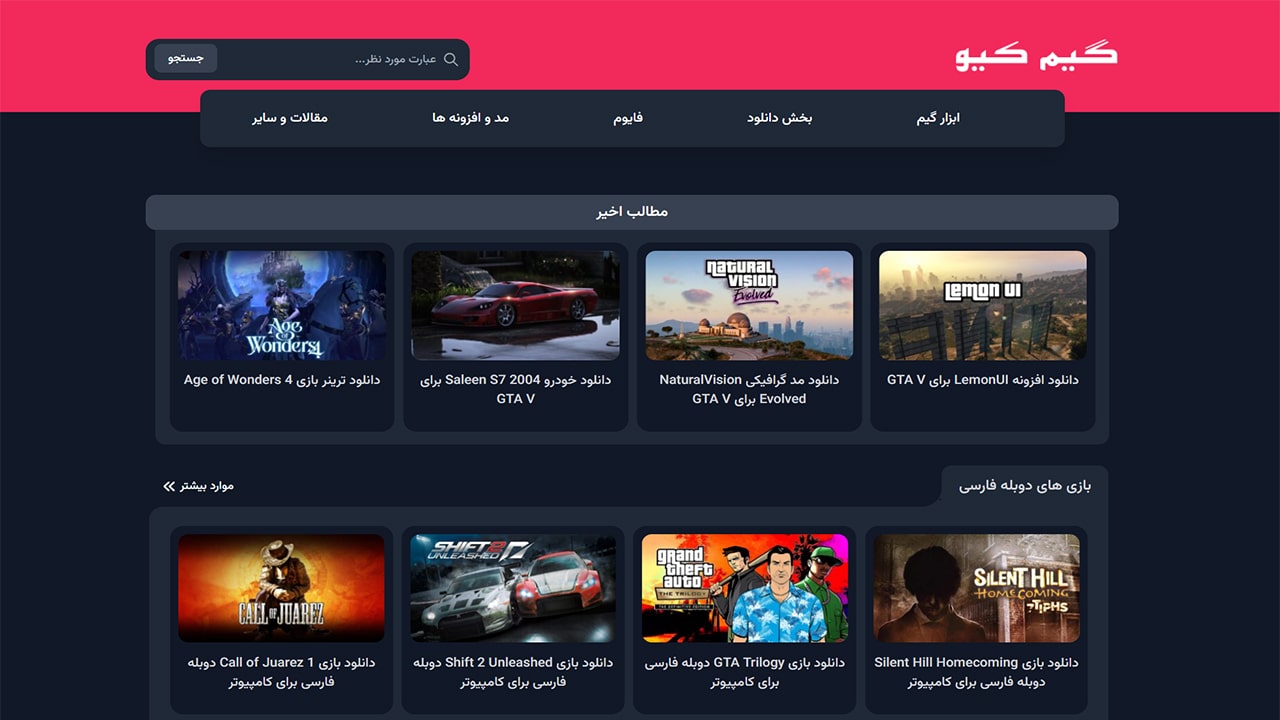 گیم کیو
عبارت مورد نظر...
جستجو
ابزار گیم
بخش دانلود
فایوم
مد و افزونه ها
مقالات و سایر
مطالب اخیر
LEMON UI
NATURAL
VISION
Evolved
Age
of
Wonders 4
دانلود افزونه LemonUI برای GTA V
دانلود مد گرافیکی NaturalVision
Evolved برای GTA V
دانلود خودرو Saleen S7 2004 برای
GTA V
دانلود ترینر بازی Age of Wonders 4
بازی های دوبله فارسی
موارد بیشتر
SILENT HILL
HOMECOMING
grand
theft
auto
THE TRILOGY
THE DEFINITIVE EDITION
SHIFT 2
UNLEASHED
CALL OF JUAREZ
دانلود بازی Silent Hill Homecoming
دوبله فارسی برای کامپیوتر
دانلود بازی GTA Trilogy دوبله فارسی
برای کامپیوتر
دانلود بازی Shift 2 Unleashed دوبله
فارسی برای کامپیوتر
دانلود بازی Call of Juarez 1 دوبله
فارسی برای کامپیوتر